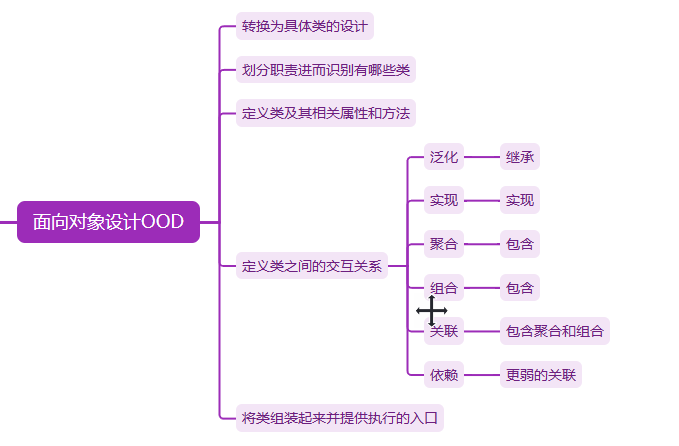 转换为具体类的设计
划分职责进而识别有哪些类
定义类及其相关属性和方法
面向对象设计OOD
定义类之间的交互关系
泛化
继承
实现
实现
聚合
包含
组合
包含
关联
包含聚合和组合
依赖
更弱的关联
将类组装起来并提供执行的入口